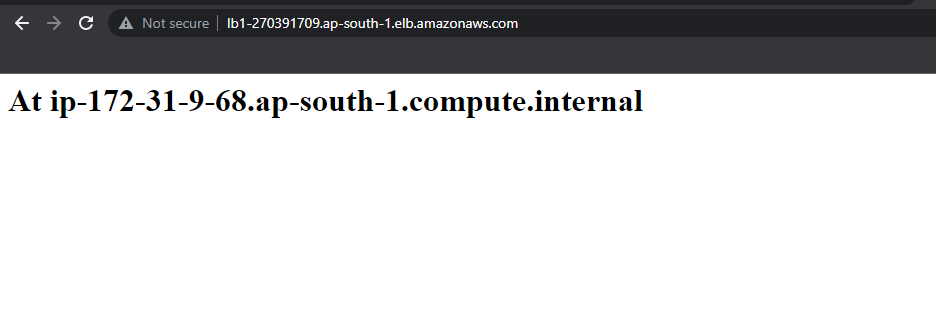 Not secure lb1-270391709.ap-south-1.elb.amazonaws.com
At ip-172-31-9-68.ap-south-1.compute.internal